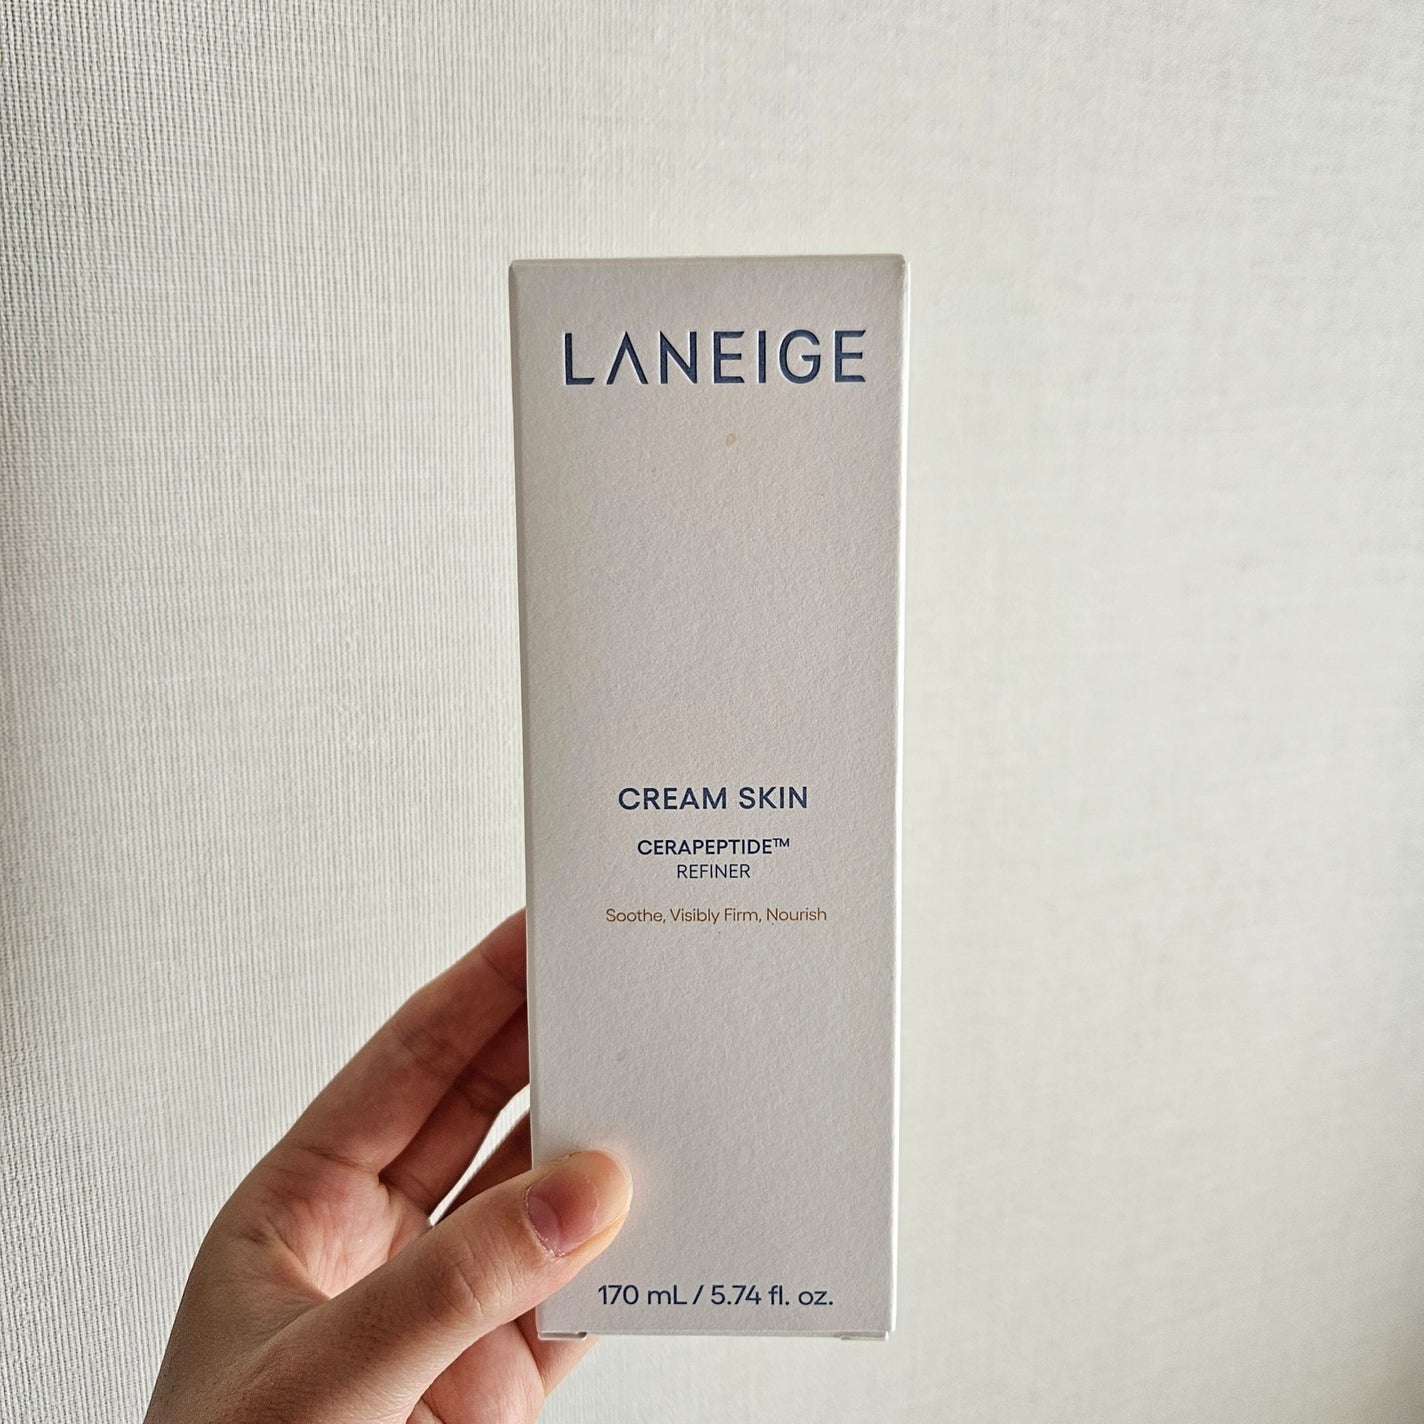 LANEIGE
CREAM SKIN
CERAPEPTIDE™
REFINER
Soothe, Visibly Firm, Nourish
170 mL / 5.74 fl. oz.